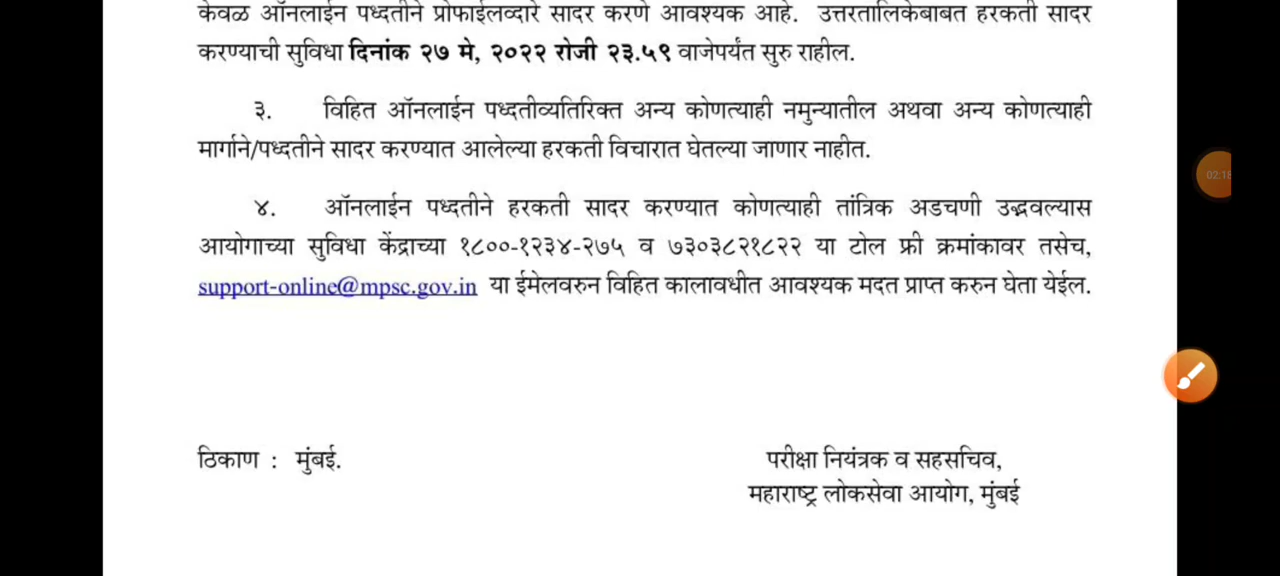 केवळ ऑनलाईन पध्दतीने प्रोफाईलव्दारे सादर करणे आवश्यक आहे. उत्तरतालिकेबाबत हरकती सादर
करण्याची सुविधा दिनांक २७ मे, २०२२ रोजी २३.५९ वाजेपर्यंत सुरु राहील.
३. विहित ऑनलाईन पध्दतीव्यतिरिक्त अन्य कोणत्याही नमुन्यातील अथवा अन्य कोणत्याही
मार्गाने/पध्दतीने सादर करण्यात आलेल्या हरकती विचारात घेतल्या जाणार नाहीत.
02:18
४. ऑनलाईन पध्दतीने हरकती सादर करण्यात कोणत्याही तांत्रिक अडचणी उद्भवल्यास
आयोगाच्या सुविधा केंद्राच्या १८००-१२३४-२७५ व ७३०३८२१८२२ या टोल फ्री क्रमांकावर तसेच,
support-online@mpsc.gov.in या ईमेलवरुन विहित कालावधीत आवश्यक मदत प्राप्त करुन घेता येईल.
ठिकाण : मुंबई.
परीक्षा नियंत्रक व सहसचिव,
महाराष्ट्र लोकसेवा आयोग, मुंबई